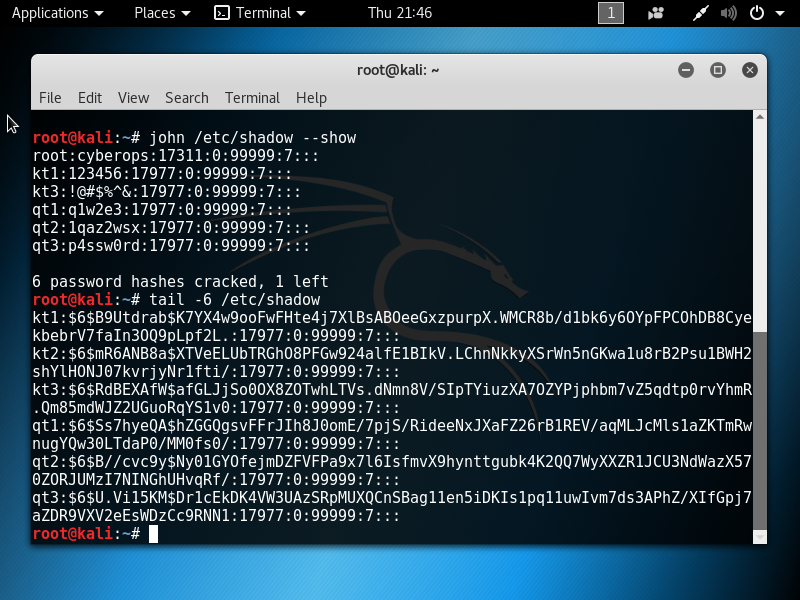 Applications Places Terminal Thu 21:46 1
root@kali: ~
File Edit View Search Terminal Help
root@kali:~# john /etc/shadow --show
root:cyberops:17311:0:99999:7:::
kt1:123456:17977:0:99999:7:::
kt3:!@#$%^&:17977:0:99999:7:::
qt1:q1w2e3:17977:0:99999:7:::
qt2:1qaz2wsx:17977:0:99999:7:::
qt3:p4ssw0rd:17977:0:99999:7:::
6 password hashes cracked, 1 left
root@kali:~# tail -6 /etc/shadow
kt1:$6$B9Utdrab$K7YX4w9ooFwFHte4j7XlBsABOeeGxzpurpX.WMCR8b/d1bk6y6OYpFPCOhDB8Cye
kbebrV7faIn3OQ9pLpf2L.:17977:0:99999:7:::
kt2:$6$mR6ANB8a$XTVeELUbTRGhO8PFGw924alfE1BIkV.LChnNkkyXSrWn5nGKwa1u8rB2Psu1BWH2
shYlHONJ07kvrjyNr1fti/:17977:0:99999:7:::
kt3:$6$RdBEXAfW$afGLJjSo0OX8ZOTwhLTVs.dNmn8V/SIpTYiuzXA7OZYPjphbm7vZ5qdtp0rvYhmR
.Qm85mdWJZ2UGuoRqYS1v0:17977:0:99999:7:::
qt1:$6$Ss7hyeQA$hZGGQgsvFFrJIh8J0omE/7pjS/RideeNxJXaFZ26rB1REV/aqMLJcMls1aZKTmRw
nugYQw30LTdaP0/MM0fs0/:17977:0:99999:7:::
qt2:$6$B//cvc9y$Ny01GYOfejmDZFVFPa9x7l6IsfmvX9hynttgubk4K2QQ7WyXXZR1JCU3NdWazX57
0ZORJUMzI7NINGhUHvqRf/:17977:0:99999:7:::
qt3:$6$U.Vi15KM$Dr1cEkDK4VW3UAzSRpMUXQCnSBag11en5iDKIs1pq11uwIvm7ds3APhZ/XIfGpj7
aZDR9VXV2eEsWDzCc9RNN1:17977:0:99999:7:::
root@kali:~#